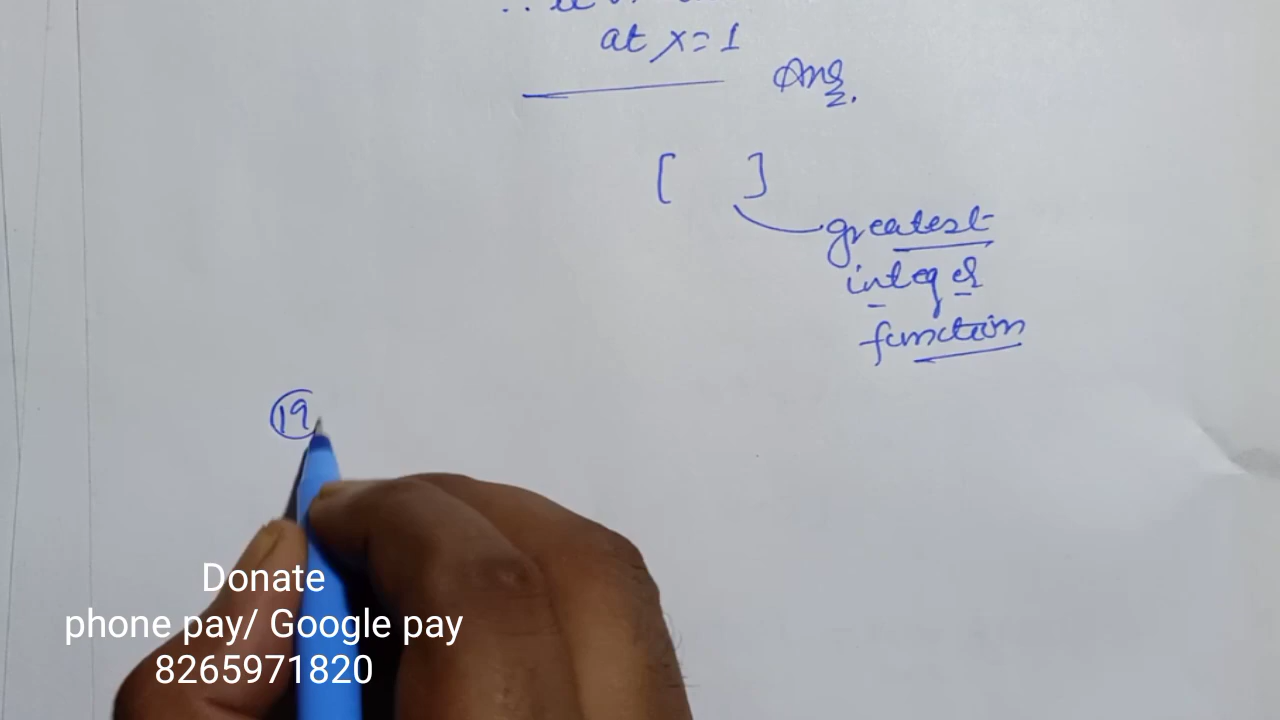 at x=1
Ans.
[ ]
greatest
integer
function
19
Donate
phone pay/ Google pay
8265971820